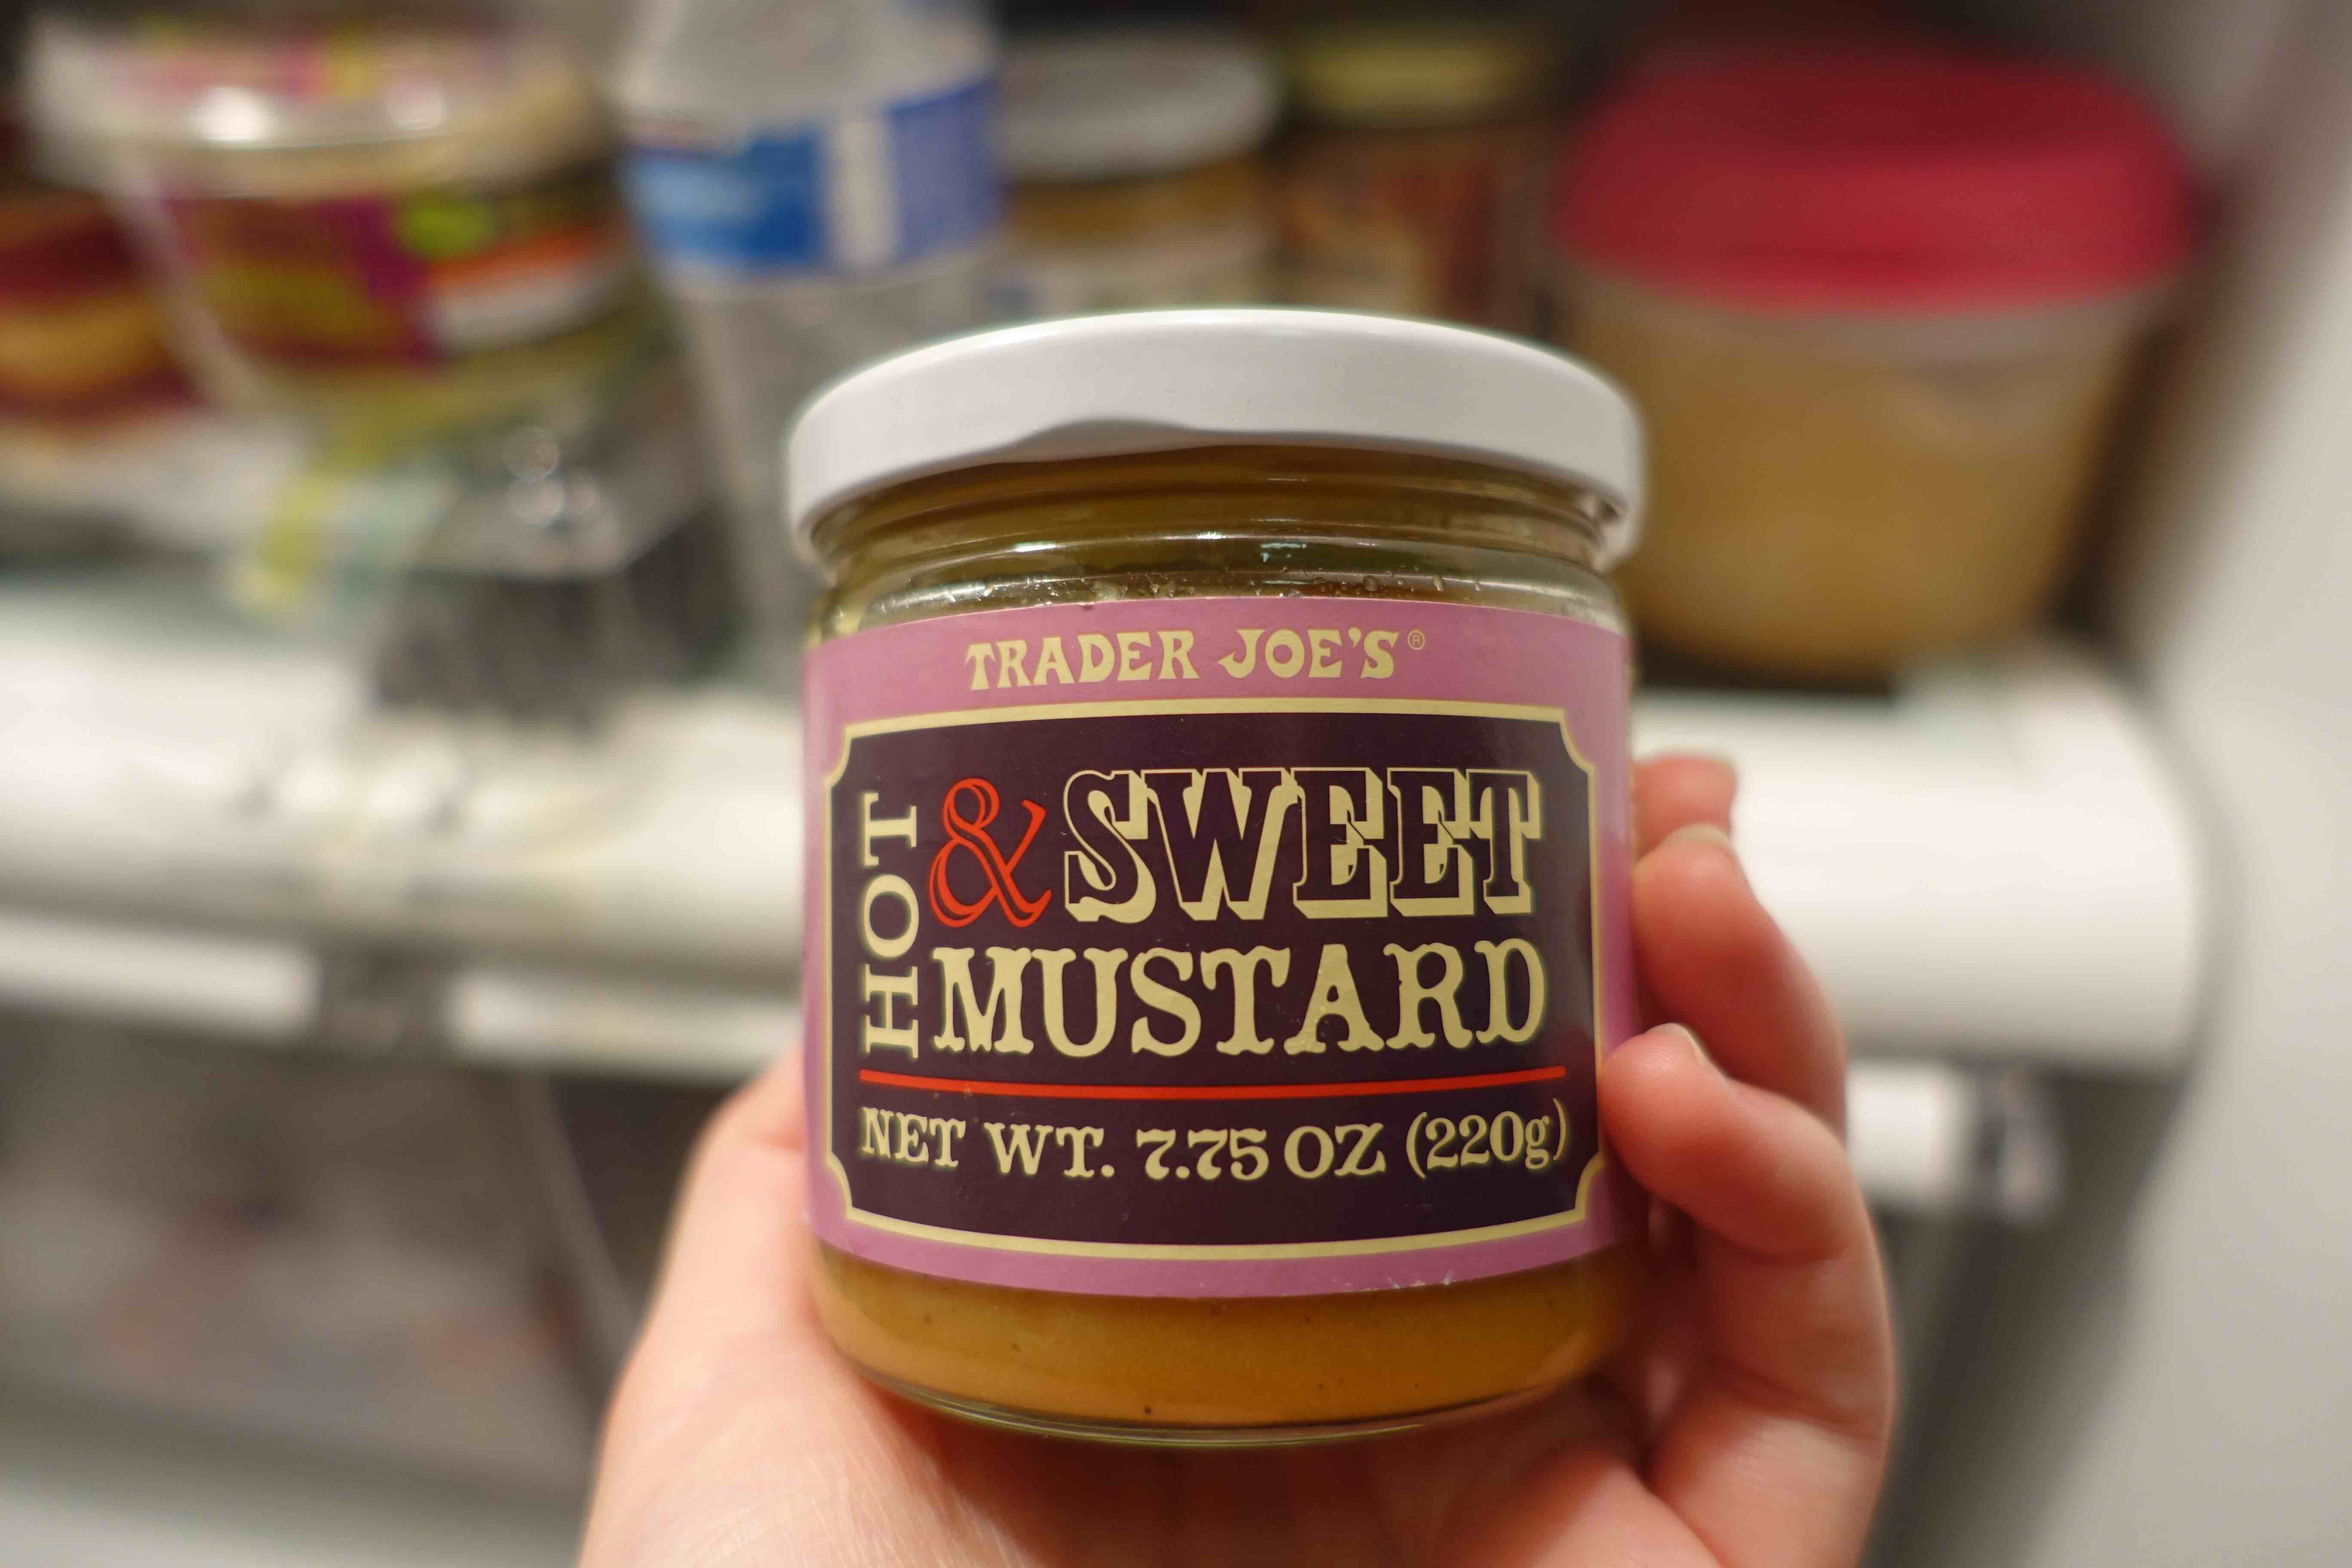 TRADER JOE'S®
HOT & SWEET
MUSTARD
NET WT. 7.75 OZ (220g)